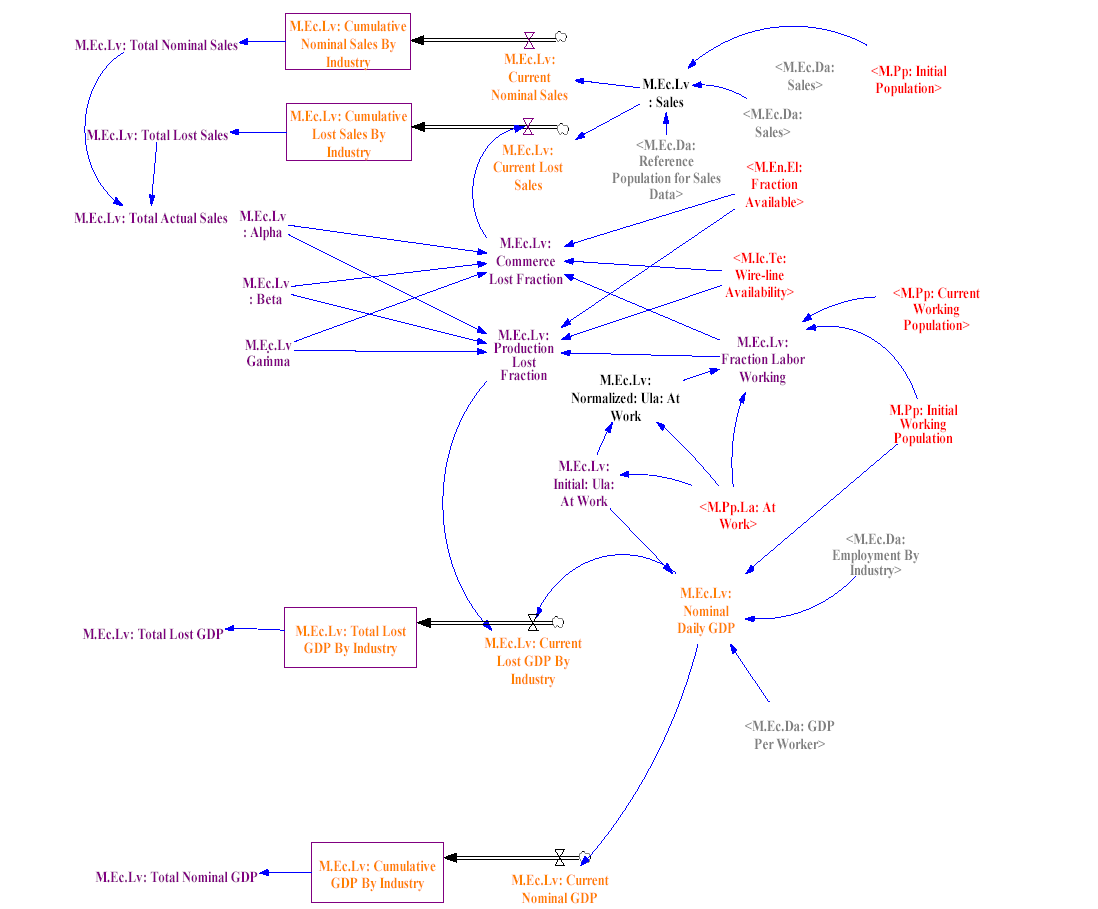 M.Ec.Lv: Total Nominal Sales
M.Ec.Lv: Cumulative
Nominal Sales By
Industry
M.Ec.Lv:
Current
Nominal Sales
M.Ec.Lv
: Sales
<M.Ec.Da:
Sales>
<M.Pp: Initial
Population>
<M.Ec.Da:
Sales>
M.Ec.Lv: Total Lost Sales
M.Ec.Lv: Cumulative
Lost Sales By
Industry
M.Ec.Lv:
Current Lost
Sales
<M.Ec.Da:
Reference
Population for Sales
Data>
<M.En.El:
Fraction
Available>
M.Ec.Lv: Total Actual Sales
M.Ec.Lv
: Alpha
M.Ec.Lv:
Commerce
Lost Fraction
<M.Ic.Te:
Wire-line
Availability>
M.Ec.Lv
: Beta
<M.Pp: Current
Working
Population>
M.Ec.Lv
:
Gamma
M.Ec.Lv:
Production
Lost
Fraction
M.Ec.Lv:
Fraction Labor
Working
M.Ec.Lv:
Normalized: Ula: At
Work
M.Pp: Initial
Working
Population
M.Ec.Lv:
Initial: Ula:
At Work
<M.Pp.La: At
Work>
<M.Ec.Da:
Employment By
Industry>
M.Ec.Lv:
Nominal
Daily GDP
M.Ec.Lv: Total Lost GDP
M.Ec.Lv: Total Lost
GDP By Industry
M.Ec.Lv: Current
Lost GDP By
Industry
<M.Ec.Da: GDP
Per Worker>
M.Ec.Lv: Total Nominal GDP
M.Ec.Lv: Cumulative
GDP By Industry
M.Ec.Lv: Current
Nominal GDP